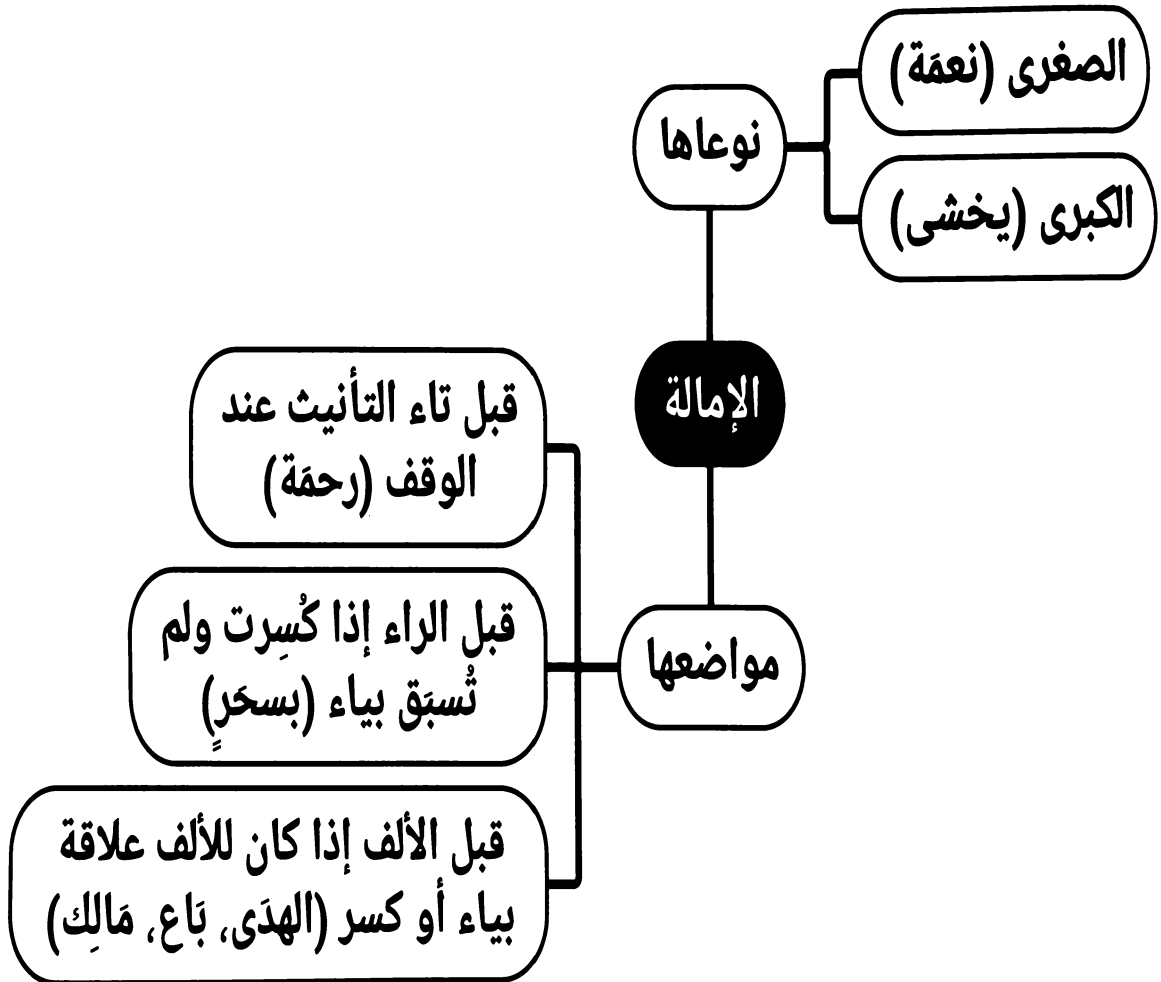 الصغرى (نعمَة)
نوعاها
الكبرى (يخشى)
الإمالة
قبل تاء التأنيث عند
الوقف (رحمَة)
قبل الراء إذا كُسِرت ولم
تُسبَق بياء (بسحَرٍ)
مواضعها
قبل الألف إذا كان للألف علاقة
بياء أو كسر (الهدَى، بَاع، مَالِك)